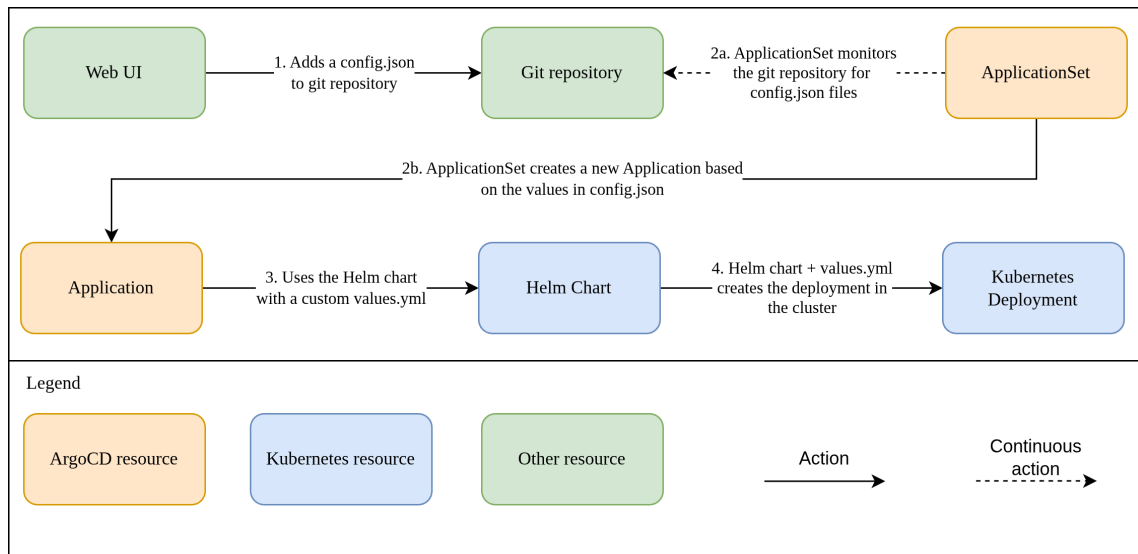 Web UI
1. Adds a config.json
to git repository
Git repository
2a. ApplicationSet monitors
the git repository for
config.json files
ApplicationSet
2b. ApplicationSet creates a new Application based
on the values in config.json
Application
3. Uses the Helm chart
with a custom values.yml
Helm Chart
4. Helm chart + values.yml
creates the deployment in
the cluster
Kubernetes
Deployment
Legend
ArgoCD resource
Kubernetes resource
Other resource
Action
Continuous
action